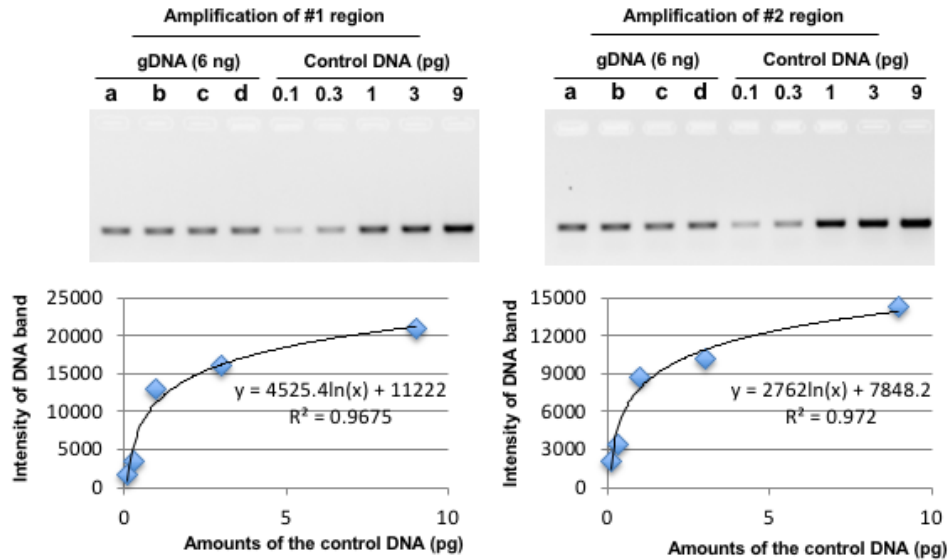 Amplification of #1 region
gDNA (6 ng) Control DNA (pg)
a b c d 0.1 0.3 1 3 9
Intensity of DNA band
25000
20000
15000
10000
5000
0
y = 4525.4ln(x) + 11222
R² = 0.9675
0 5 10
Amounts of the control DNA (pg)
Amplification of #2 region
gDNA (6 ng) Control DNA (pg)
a b c d 0.1 0.3 1 3 9
Intensity of DNA band
15000
12000
9000
6000
3000
0
y = 2762ln(x) + 7848.2
R² = 0.972
0 5 10
Amounts of the control DNA (pg)